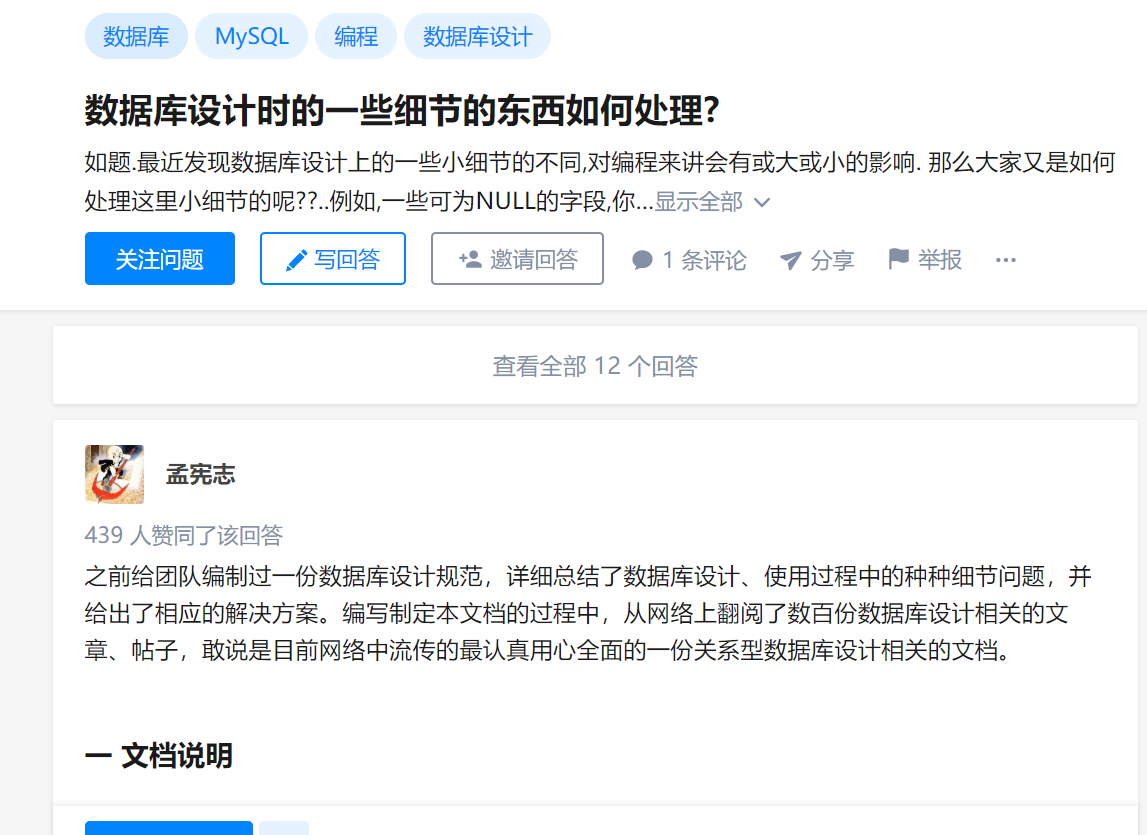 数据库 MySQL 编程 数据库设计
数据库设计时的一些细节的东西如何处理?
如题.最近发现数据库设计上的一些小细节的不同,对编程来讲会有或大或小的影响. 那么大家又是如何
处理这里小细节的呢??..例如,一些可为NULL的字段,你...显示全部
关注问题 写回答 邀请回答 1 条评论 分享 举报 ...
查看全部 12 个回答
孟宪志
439 人赞同了该回答
之前给团队编制过一份数据库设计规范，详细总结了数据库设计、使用过程中的种种细节问题，并
给出了相应的解决方案。编写制定本文档的过程中，从网络上翻阅了数百份数据库设计相关的文
章、帖子，敢说是目前网络中流传的最认真用心全面的一份关系型数据库设计相关的文档。
一 文档说明